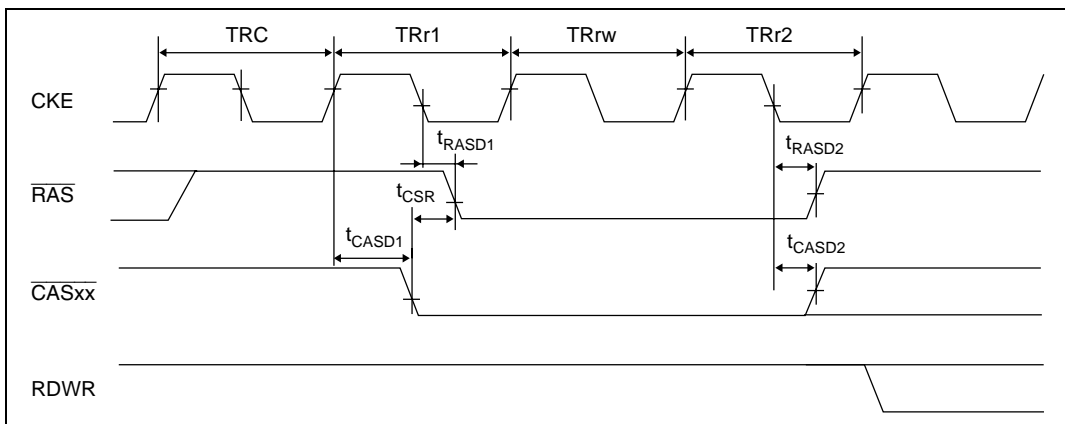 TRC TRr1 TRrw TRr2
CKE
tRASD1 tRASD2
RAS
tCSR
tCASD1 tCASD2
CASxx
RDWR